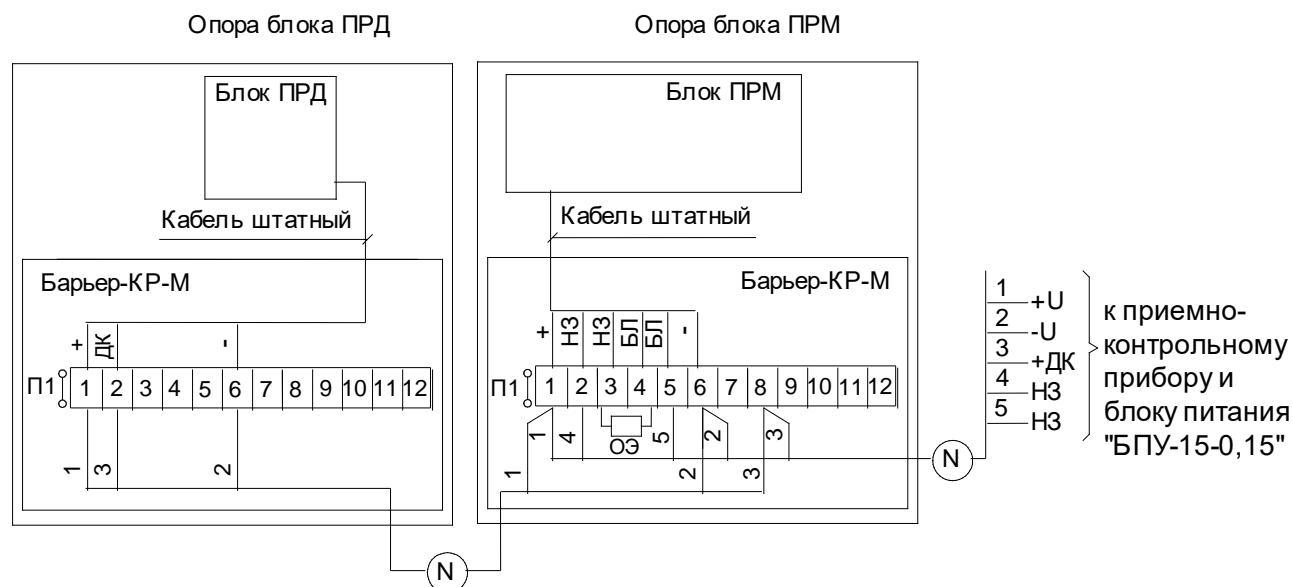 Опора блока ПРД
Опора блока ПРМ
Блок ПРД
Блок ПРМ
Кабель штатный
Кабель штатный
Барьер-КР-М
Барьер-КР-М
+ ДК -
П1 1 2 3 4 5 6 7 8 9 10 11 12
1 3 2
+ НЗ НЗ БЛ БЛ -
П1 1 2 3 4 5 6 7 8 9 10 11 12
1 4 ОЭ 5 2 3
1 2 3
N
N
1 +U
2 -U
3 +ДК
4 НЗ
5 НЗ
к приемно-
контрольному
прибору и
блоку питания
"БПУ-15-0,15"